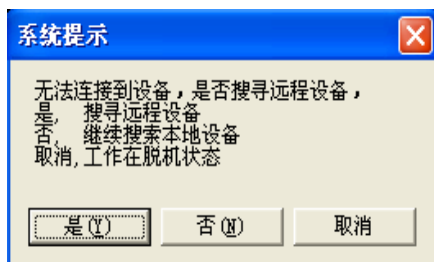 系统提示
无法连接到设备，是否搜寻远程设备，
是，  搜寻远程设备
否，  继续搜索本地设备
取消,工作在脱机状态
是(Y) 否(N) 取消